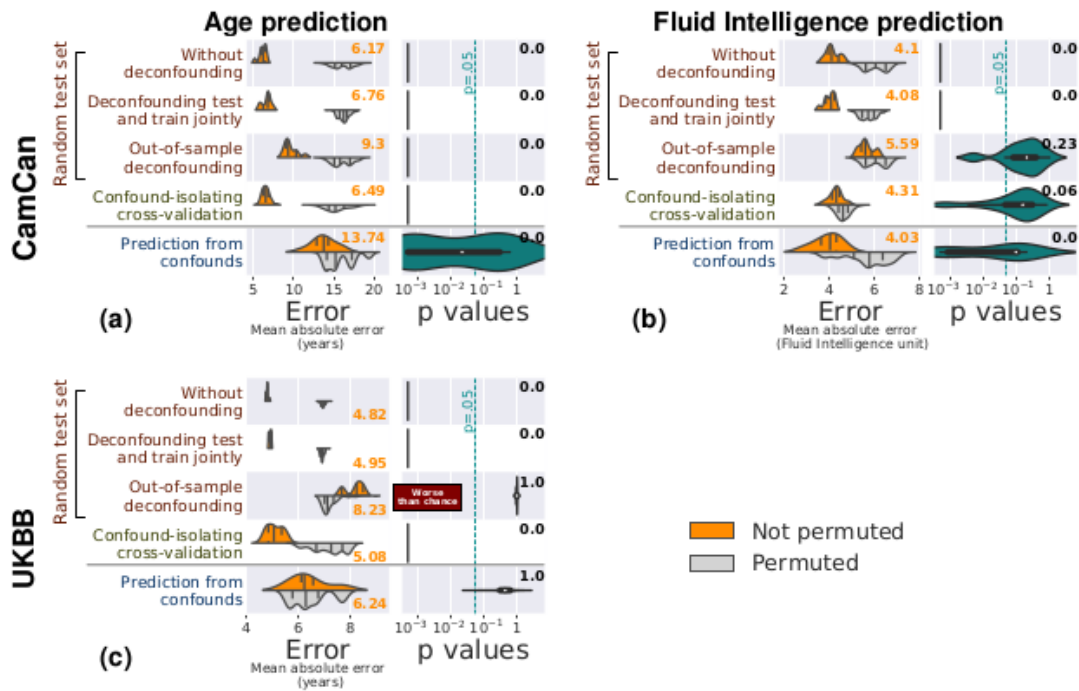 Age prediction
Fluid Intelligence prediction
CamCan
Random test set
Without
deconfounding
6.17
0.0
Deconfounding test
and train jointly
6.76
0.0
Out-of-sample
deconfounding
9.3
0.0
Confound-isolating
cross-validation
6.49
0.0
Prediction from
confounds
13.74
0.0
p=.05
5 10 15 20
10⁻³ 10⁻² 10⁻¹ 1
(a)
Error
Mean absolute error
(years)
p values
Random test set
Without
deconfounding
4.1
0.0
Deconfounding test
and train jointly
4.08
0.0
Out-of-sample
deconfounding
5.59
0.23
Confound-isolating
cross-validation
4.31
0.06
Prediction from
confounds
4.03
0.0
p=.05
2 4 6 8
10⁻³ 10⁻² 10⁻¹ 1
(b)
Error
Mean absolute error
(Fluid Intelligence unit)
p values
UKBB
Random test set
Without
deconfounding
4.82
0.0
Deconfounding test
and train jointly
4.95
0.0
Out-of-sample
deconfounding
8.23
Worse
than chance
1.0
Confound-isolating
cross-validation
5.08
0.0
Prediction from
confounds
6.24
1.0
p=.05
4 6 8
10⁻³ 10⁻² 10⁻¹ 1
(c)
Error
Mean absolute error
(years)
p values
Not permuted
Permuted